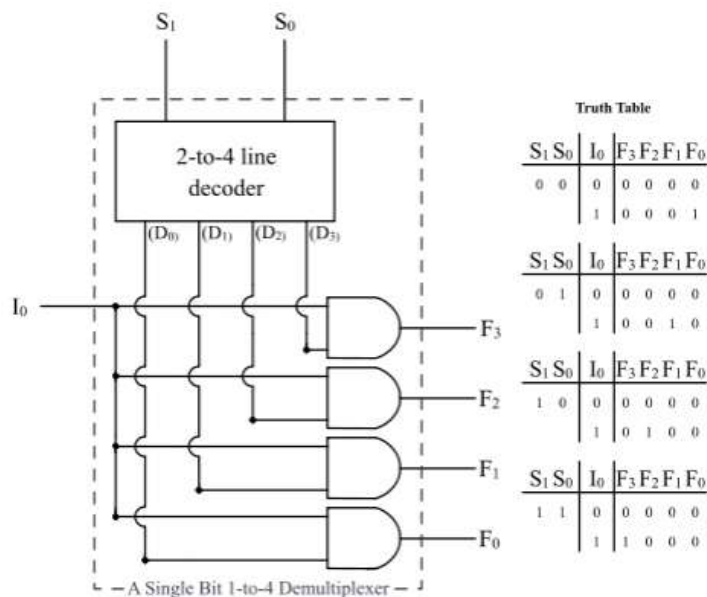 S₁ S₀
2-to-4 line
decoder
(D₀) (D₁) (D₂) (D₃)
I₀
F₃
F₂
F₁
F₀
A Single Bit 1-to-4 Demultiplexer
Truth Table
S₁ S₀ I₀ F₃ F₂ F₁ F₀
0 0 0 0 0 0 0
1 0 0 0 1
S₁ S₀ I₀ F₃ F₂ F₁ F₀
0 1 0 0 0 0 0
1 0 0 1 0
S₁ S₀ I₀ F₃ F₂ F₁ F₀
1 0 0 0 0 0 0
1 0 1 0 0
S₁ S₀ I₀ F₃ F₂ F₁ F₀
1 1 0 0 0 0 0
1 1 0 0 0